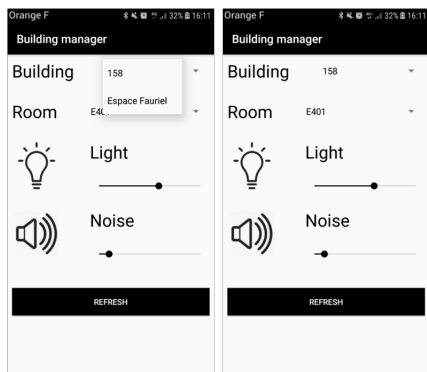 Orange F 32% 16:11
Building manager
Building 158
Espace Fauriel
Room E401
Light
Noise
REFRESH
Orange F 32% 16:11
Building manager
Building 158
Room E401
Light
Noise
REFRESH